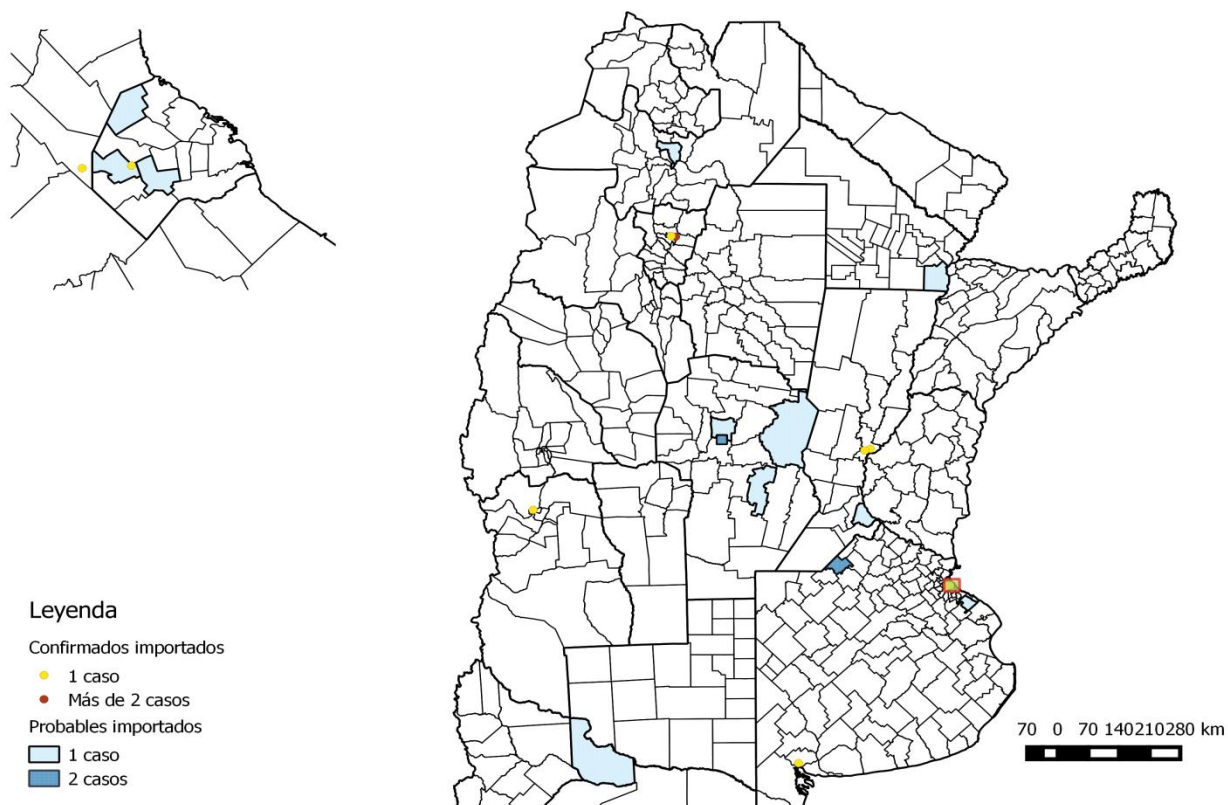 Leyenda
Confirmados importados
1 caso
Más de 2 casos
Probables importados
1 caso
2 casos
70 0 70 140210280 km